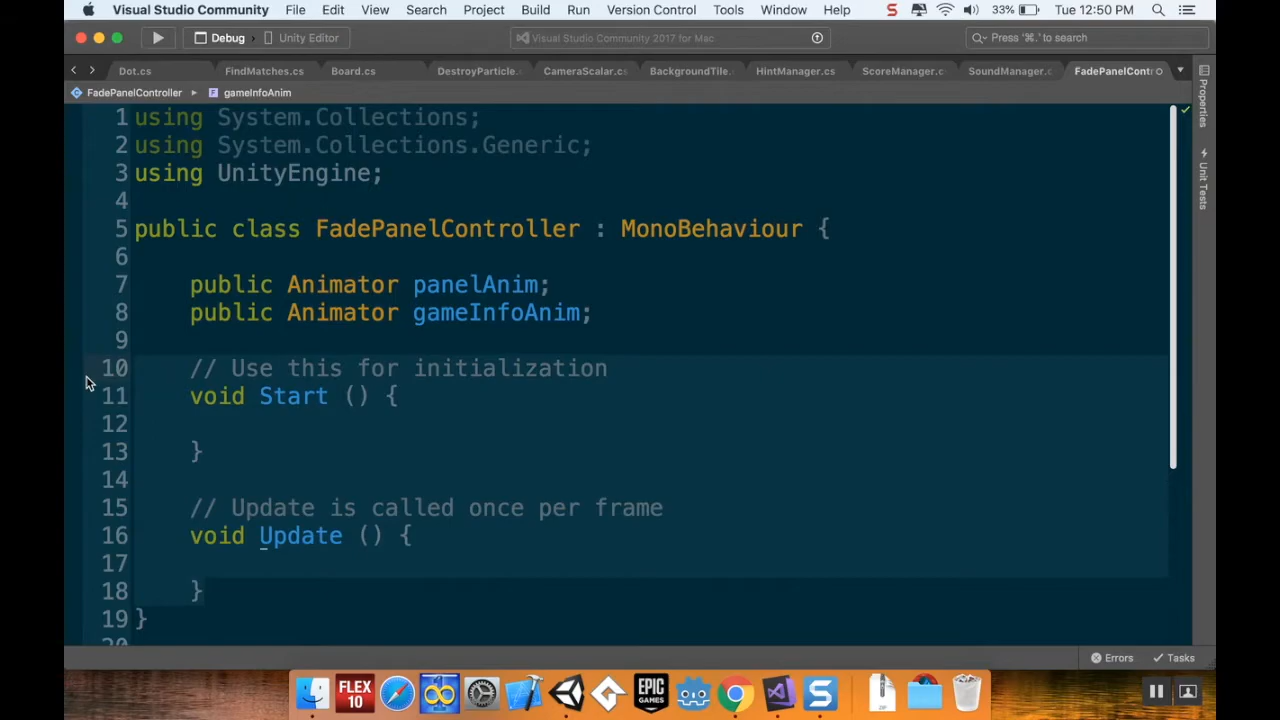 Visual Studio Community File Edit View Search Project Build Run Version Control Tools Window Help S 33% Tue 12:50 PM
Debug Unity Editor Visual Studio Community 2017 for Mac Press '⌘.' to search
Dot.cs FindMatches.cs Board.cs DestroyParticle. CameraScalar.cs BackgroundTile. HintManager.cs ScoreManager.c SoundManager.c FadePanelContr
FadePanelController F gameInfoAnim
Properties
Unit Tests
1 using System.Collections;
2 using System.Collections.Generic;
3 using UnityEngine;
4
5 public class FadePanelController : MonoBehaviour {
6
7 public Animator panelAnim;
8 public Animator gameInfoAnim;
9
10 // Use this for initialization
11 void Start () {
12
13 }
14
15 // Update is called once per frame
16 void Update () {
17
18 }
19 }
20
Errors Tasks
FLEX 10 EPIC GAMES S ZIP